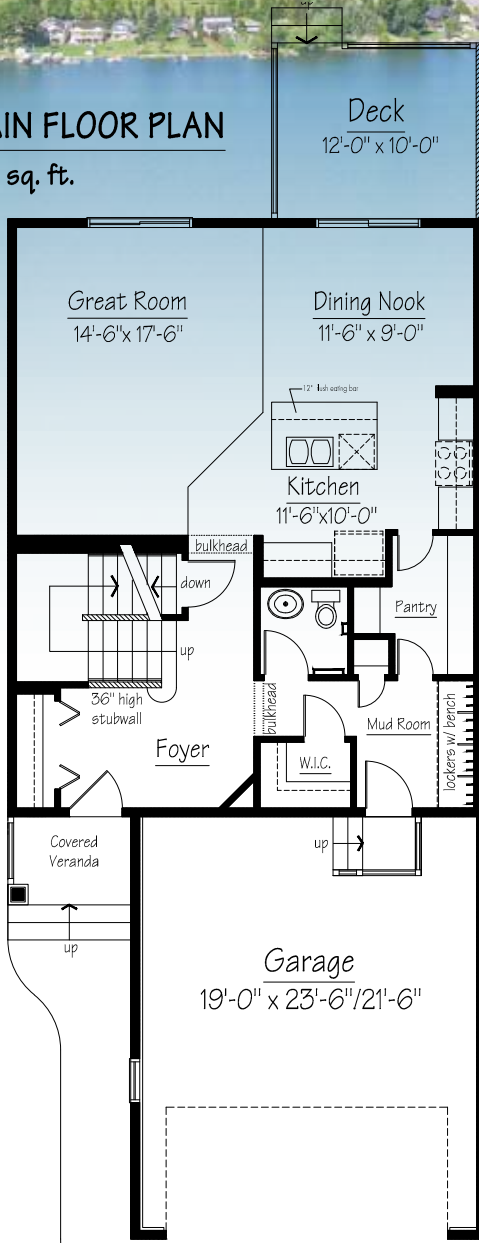 up
AIN FLOOR PLAN
sq. ft.
Deck
12'-0" x 10'-0"
Great Room
14'-6"x 17'-6"
Dining Nook
11'-6" x 9'-0"
12" flush eating bar
Kitchen
11'-6"x10'-0"
bulkhead
down
Pantry
up
36" high
stubwall
bulkhead
Foyer
Mud Room
lockers w/ bench
W.I.C.
Covered
Veranda
up
up
Garage
19'-0" x 23'-6"/21'-6"